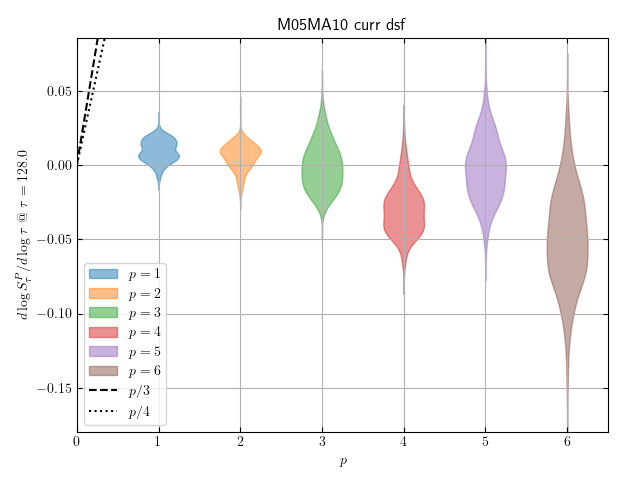 M05MA10 curr dsf
d log S_τ^p / d log τ @ τ = 128.0
0.05
0.00
−0.05
−0.10
−0.15
p = 1
p = 2
p = 3
p = 4
p = 5
p = 6
p/3
p/4
0 1 2 3 4 5 6
p